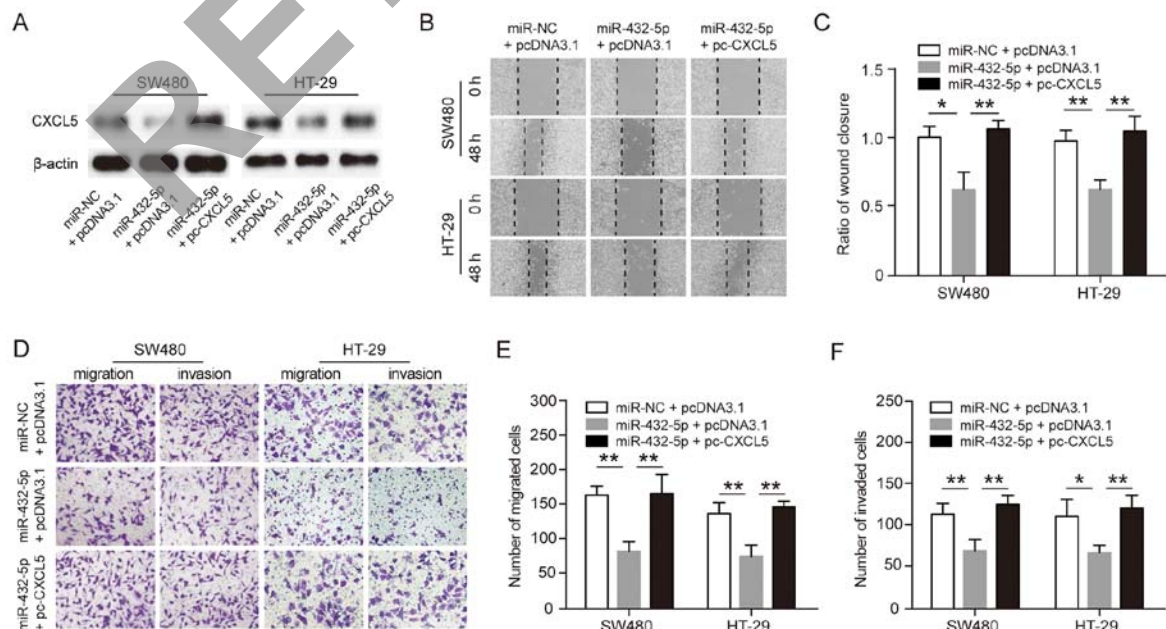 A
SW480
HT-29
CXCL5
β-actin
miR-NC
+ pcDNA3.1
miR-432-5p
+ pcDNA3.1
miR-432-5p
+ pc-CXCL5
miR-NC
+ pcDNA3.1
miR-432-5p
+ pcDNA3.1
miR-432-5p
+ pc-CXCL5
B
miR-NC
+ pcDNA3.1
miR-432-5p
+ pcDNA3.1
miR-432-5p
+ pc-CXCL5
SW480
0 h
48 h
HT-29
0 h
48 h
C
miR-NC + pcDNA3.1
miR-432-5p + pcDNA3.1
miR-432-5p + pc-CXCL5
Ratio of wound closure
1.5
1.0
0.5
0
* ** ** **
SW480 HT-29
D
SW480 HT-29
migration invasion migration invasion
miR-NC
+ pcDNA3.1
miR-432-5p
+ pcDNA3.1
miR-432-5p
+ pc-CXCL5
E
miR-NC + pcDNA3.1
miR-432-5p + pcDNA3.1
miR-432-5p + pc-CXCL5
Number of migrated cells
300
250
200
150
100
50
0
** ** ** **
SW480 HT-29
F
miR-NC + pcDNA3.1
miR-432-5p + pcDNA3.1
miR-432-5p + pc-CXCL5
Number of invaded cells
250
200
150
100
50
0
** ** * **
SW480 HT-29